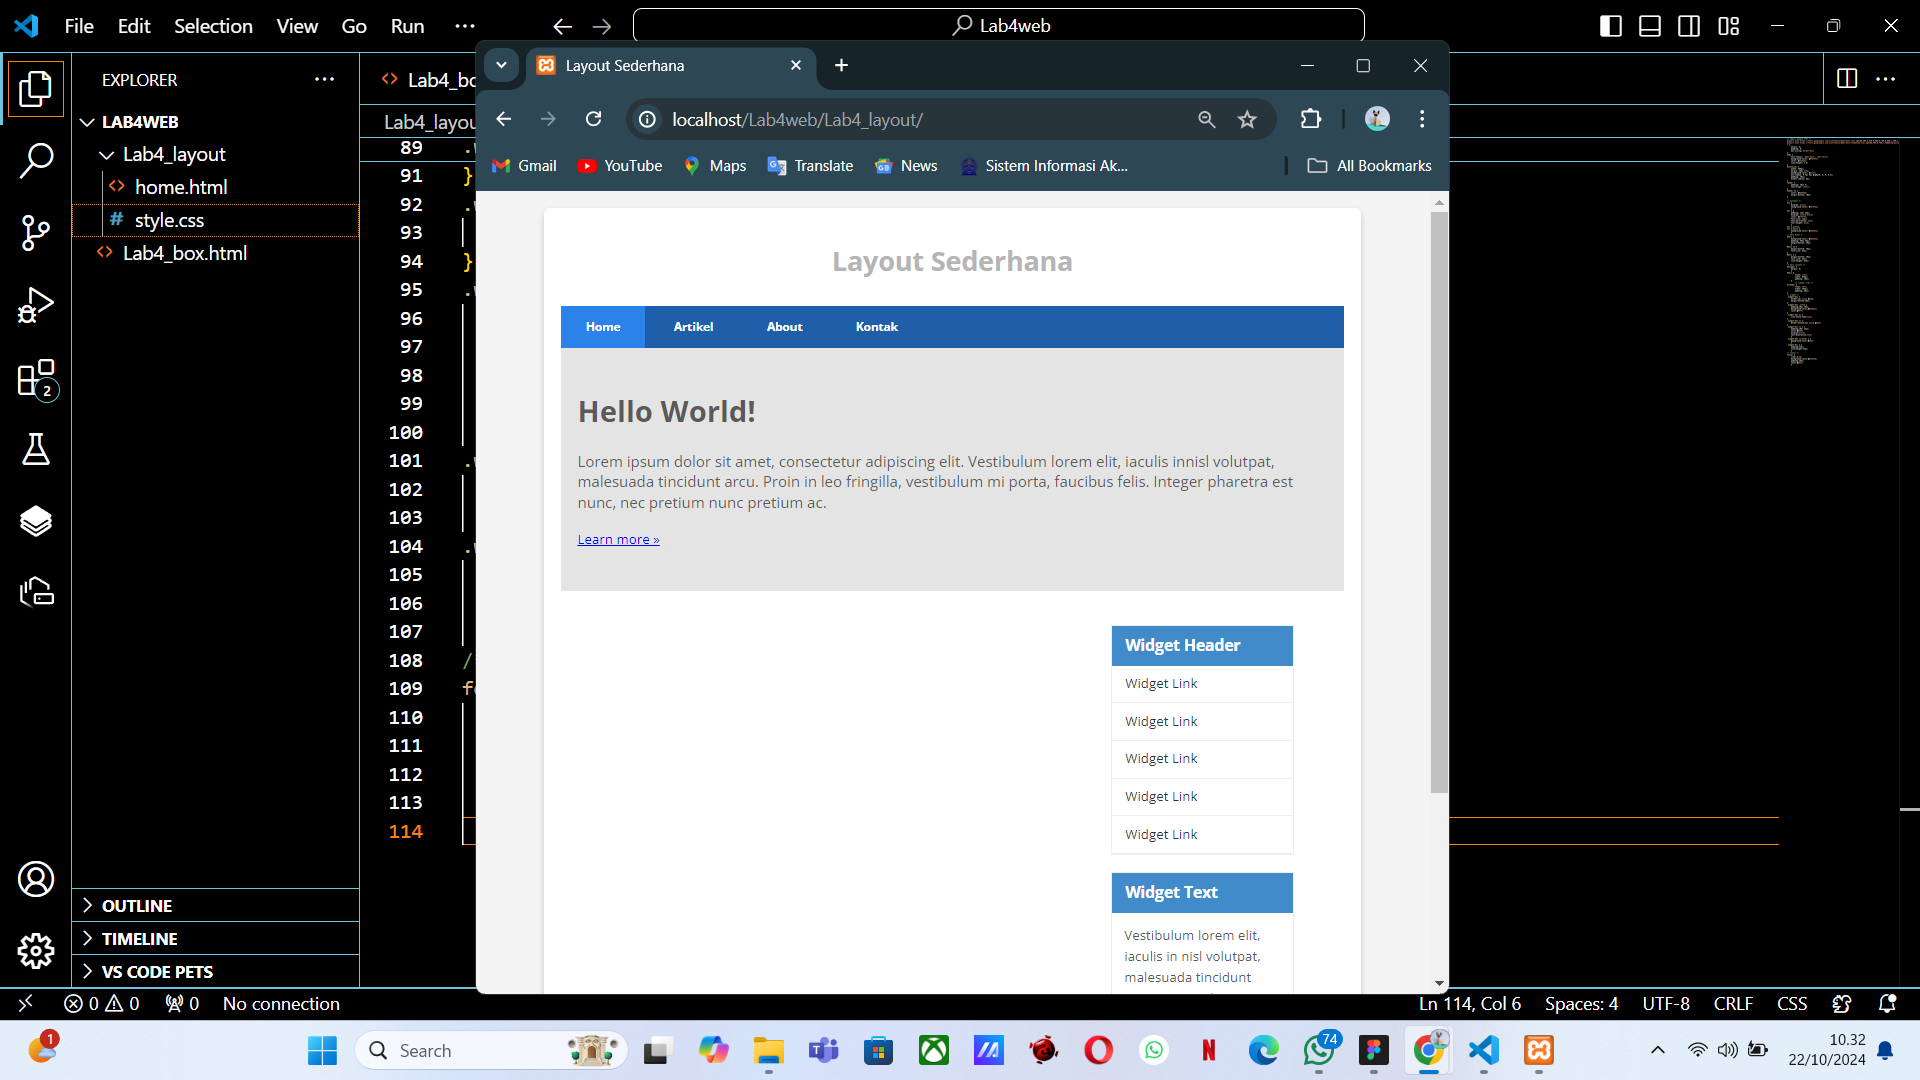 File Edit Selection View Go Run ···
Lab4web
EXPLORER
LAB4WEB
Lab4_layout
home.html
style.css
Lab4_box.html
OUTLINE
TIMELINE
VS CODE PETS
Lab4_bo
Lab4_layou
89
91 }
92
93
94 }
95
96
97
98
99
100
101
102
103
104
105
106
107
108 /
109
110
111
112
113
114
Layout Sederhana
localhost/Lab4web/Lab4_layout/
Gmail YouTube Maps Translate News Sistem Informasi Ak... All Bookmarks
Layout Sederhana
Home Artikel About Kontak
Hello World!
Lorem ipsum dolor sit amet, consectetur adipiscing elit. Vestibulum lorem elit, iaculis innisl volutpat,
malesuada tincidunt arcu. Proin in leo fringilla, vestibulum mi porta, faucibus felis. Integer pharetra est
nunc, nec pretium nunc pretium ac.
Learn more »
Widget Header
Widget Link
Widget Link
Widget Link
Widget Link
Widget Link
Widget Text
Vestibulum lorem elit,
iaculis in nisl volutpat,
malesuada tincidunt
2
0 0 0 No connection
Ln 114, Col 6 Spaces: 4 UTF-8 CRLF CSS
1
Search
74
10.32
22/10/2024